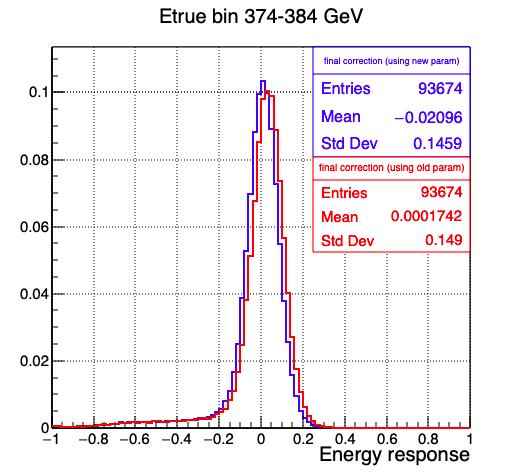 Etrue bin 374-384 GeV
final correction (using new param)
Entries 93674
Mean −0.02096
Std Dev 0.1459
final correction (using old param)
Entries 93674
Mean 0.0001742
Std Dev 0.149
0.1
0.08
0.06
0.04
0.02
0
−1 −0.8 −0.6 −0.4 −0.2 0 0.2 0.4 0.6 0.8 1
Energy response